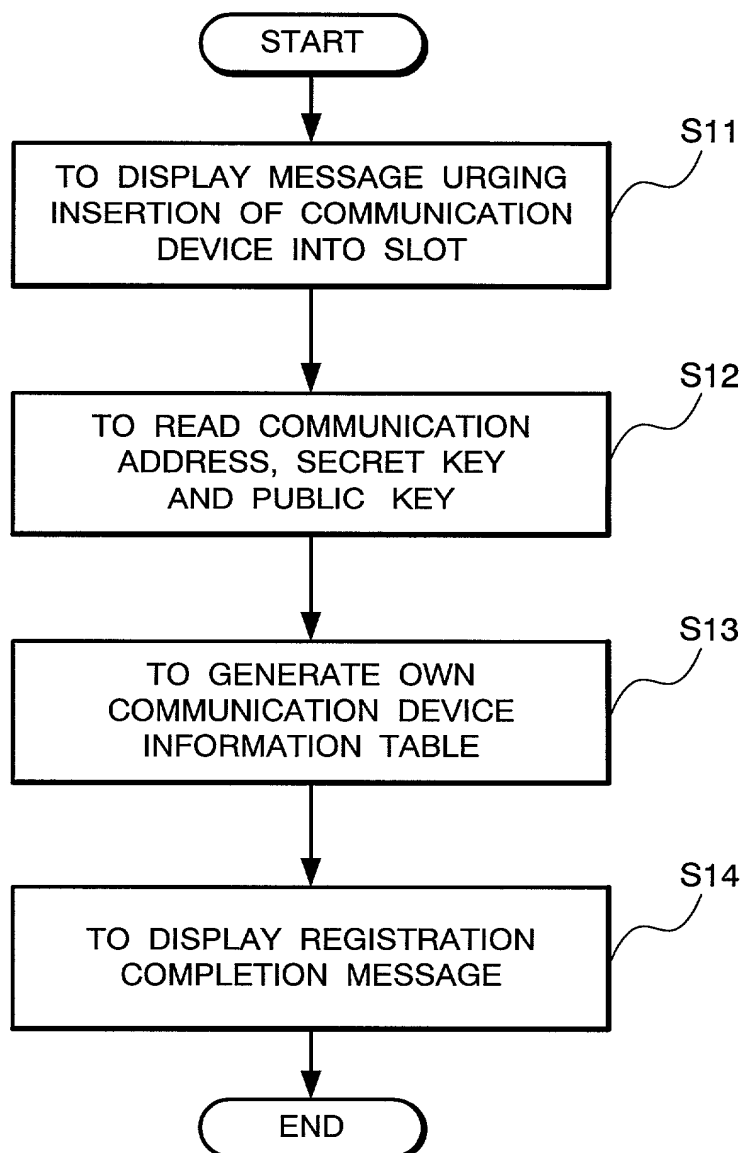 START
S11
TO DISPLAY MESSAGE URGING
INSERTION OF COMMUNICATION
DEVICE INTO SLOT
S12
TO READ COMMUNICATION
ADDRESS, SECRET KEY
AND PUBLIC KEY
S13
TO GENERATE OWN
COMMUNICATION DEVICE
INFORMATION TABLE
S14
TO DISPLAY REGISTRATION
COMPLETION MESSAGE
END